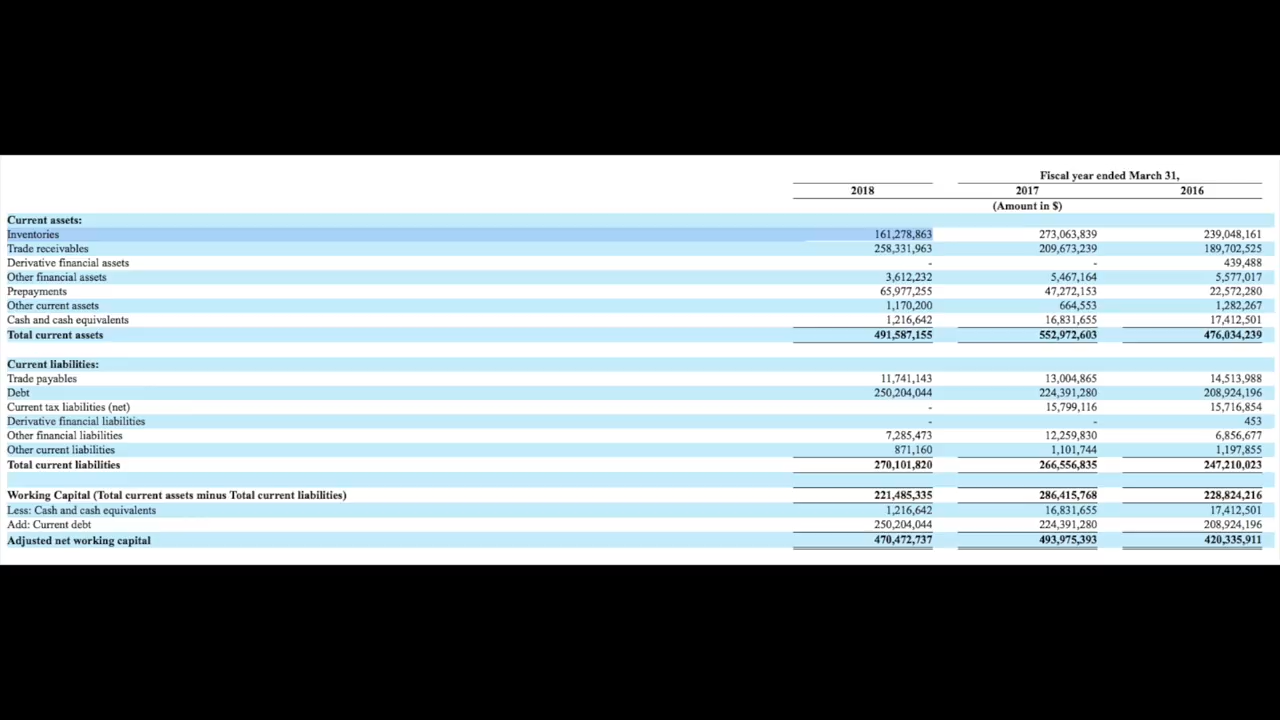 Fiscal year ended March 31,
2018 2017 2016
(Amount in $)
Current assets:
Inventories 161,278,863 273,063,839 239,048,161
Trade receivables 258,331,963 209,673,239 189,702,525
Derivative financial assets - - 439,488
Other financial assets 3,612,232 5,467,164 5,577,017
Prepayments 65,977,255 47,272,153 22,572,280
Other current assets 1,170,200 664,553 1,282,267
Cash and cash equivalents 1,216,642 16,831,655 17,412,501
Total current assets 491,587,155 552,972,603 476,034,239
Current liabilities:
Trade payables 11,741,143 13,004,865 14,513,988
Debt 250,204,044 224,391,280 208,924,196
Current tax liabilities (net) - 15,799,116 15,716,854
Derivative financial liabilities - - 453
Other financial liabilities 7,285,473 12,259,830 6,856,677
Other current liabilities 871,160 1,101,744 1,197,855
Total current liabilities 270,101,820 266,556,835 247,210,023
Working Capital (Total current assets minus Total current liabilities) 221,485,335 286,415,768 228,824,216
Less: Cash and cash equivalents 1,216,642 16,831,655 17,412,501
Add: Current debt 250,204,044 224,391,280 208,924,196
Adjusted net working capital 470,472,737 493,975,393 420,335,911